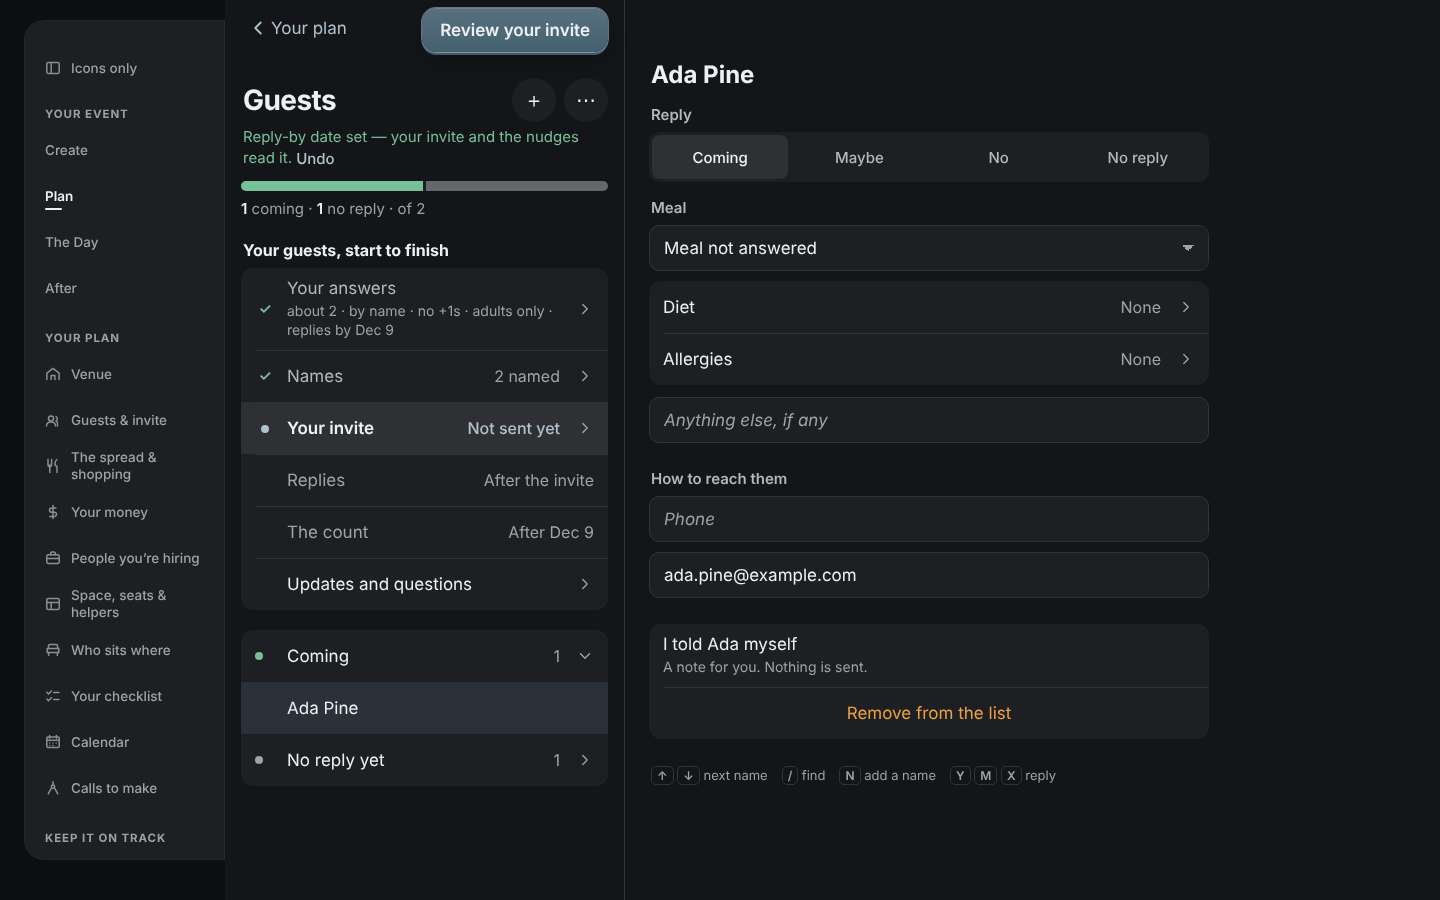 Icons only
YOUR EVENT
Create
Plan
The Day
After
YOUR PLAN
Venue
Guests & invite
The spread &
shopping
Your money
People you’re hiring
Space, seats &
helpers
Who sits where
Your checklist
Calendar
Calls to make
KEEP IT ON TRACK
Your plan
Review your invite
Guests
+ ···
Reply-by date set — your invite and the nudges
read it. Undo
1 coming · 1 no reply · of 2
Your guests, start to finish
Your answers
about 2 · by name · no +1s · adults only ·
replies by Dec 9
Names 2 named
Your invite Not sent yet
Replies After the invite
The count After Dec 9
Updates and questions
Coming 1
Ada Pine
No reply yet 1
Ada Pine
Reply
Coming Maybe No No reply
Meal
Meal not answered
Diet None
Allergies None
Anything else, if any
How to reach them
Phone
ada.pine@example.com
I told Ada myself
A note for you. Nothing is sent.
Remove from the list
↑ ↓ next name / find N add a name Y M X reply